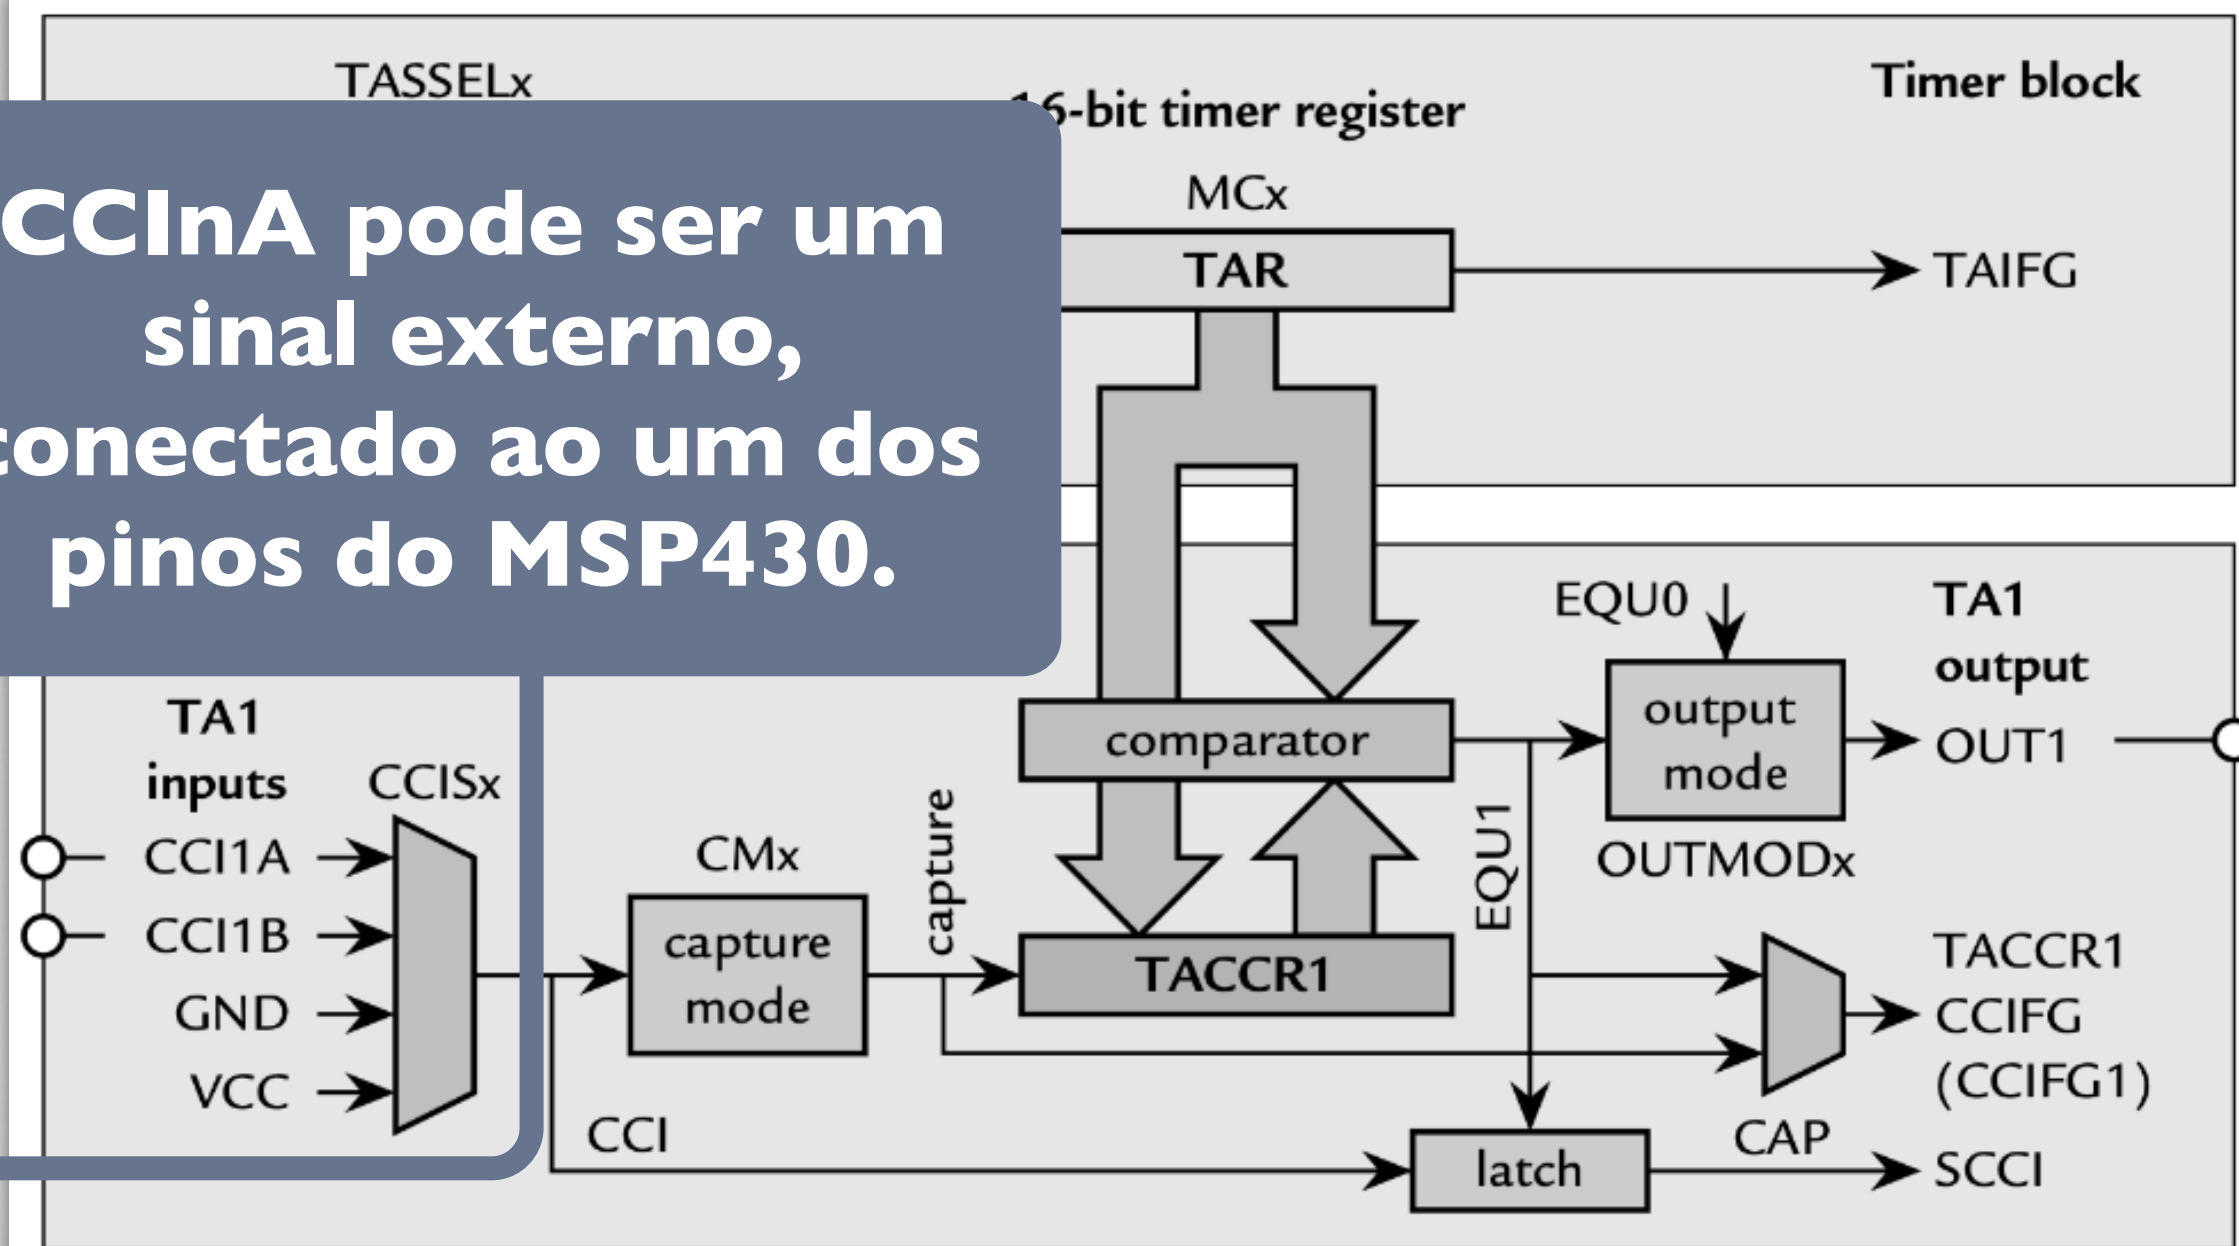 TASSELx
Timer block
16-bit timer register
MCx
CCInA pode ser um
sinal externo,
conectado ao um dos
pinos do MSP430.
TAR
TAIFG
EQU0
TA1
output
TA1
inputs
CCISx
comparator
output
mode
OUT1
CCI1A
CMx
capture
EQU1
OUTMODx
CCI1B
capture
mode
TACCR1
TACCR1
CCIFG
(CCIFG1)
GND
VCC
CCI
CAP
latch
SCCI